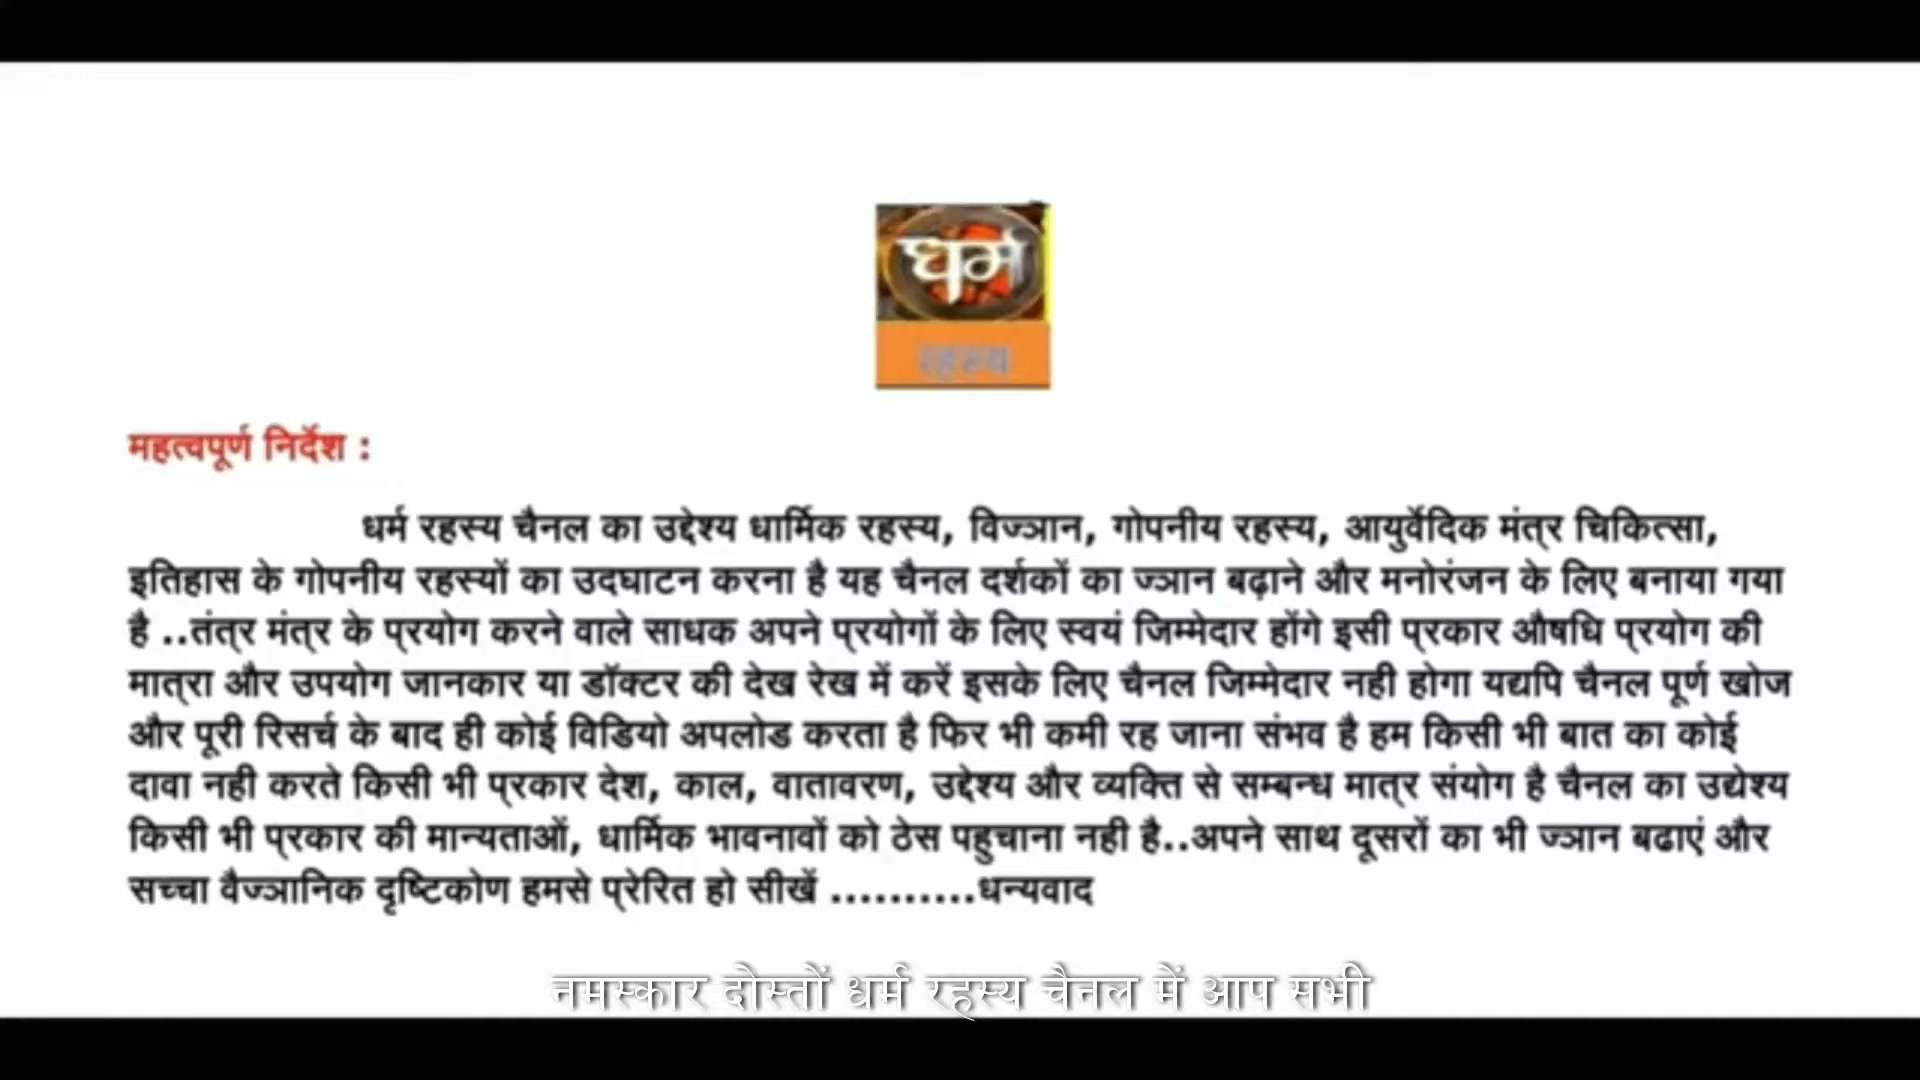 धर्म
रहस्य
महत्वपूर्ण निर्देश :
धर्म रहस्य चैनल का उद्देश्य धार्मिक रहस्य, विज्ञान, गोपनीय रहस्य, आयुर्वेदिक मंत्र चिकित्सा,
इतिहास के गोपनीय रहस्यों का उदघाटन करना है यह चैनल दर्शकों का ज्ञान बढ़ाने और मनोरंजन के लिए बनाया गया
है ..तंत्र मंत्र के प्रयोग करने वाले साधक अपने प्रयोगों के लिए स्वयं जिम्मेदार होंगे इसी प्रकार औषधि प्रयोग की
मात्रा और उपयोग जानकार या डॉक्टर की देख रेख में करें इसके लिए चैनल जिम्मेदार नही होगा यद्यपि चैनल पूर्ण खोज
और पूरी रिसर्च के बाद ही कोई विडियो अपलोड करता है फिर भी कमी रह जाना संभव है हम किसी भी बात का कोई
दावा नही करते किसी भी प्रकार देश, काल, वातावरण, उद्देश्य और व्यक्ति से सम्बन्ध मात्र संयोग है चैनल का उद्येश्य
किसी भी प्रकार की मान्यताओं, धार्मिक भावनावों को ठेस पहुचाना नही है..अपने साथ दूसरों का भी ज्ञान बढाएं और
सच्चा वैज्ञानिक दृष्टिकोण हमसे प्रेरित हो सीखें ..........धन्यवाद
नमस्कार दोस्तों धर्म रहस्य चैनल में आप सभी